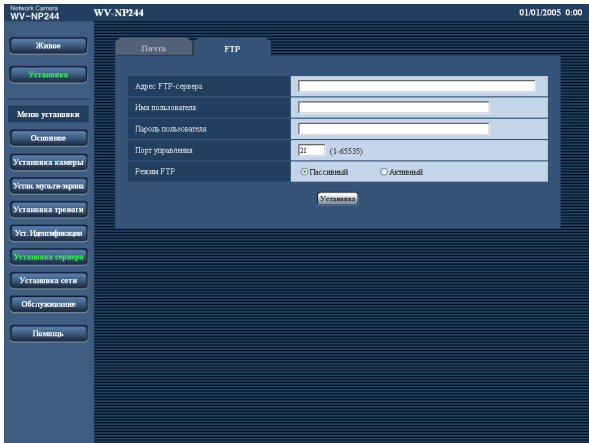 Network Camera
WV-NP244
WV-NP244
01/01/2005 0:00
Живое
Установка
Меню установки
Основное
Установка камеры
Устан. мульти-экрана
Установка тревоги
Уст. Идентификации
Установка сервера
Установка сети
Обслуживание
Помощь
Почта
FTP
Адрес FTP-сервера
Имя пользователя
Пароль пользователя
Порт управления
21 (1-65535)
Режим FTP
Пассивный Активный
Установка